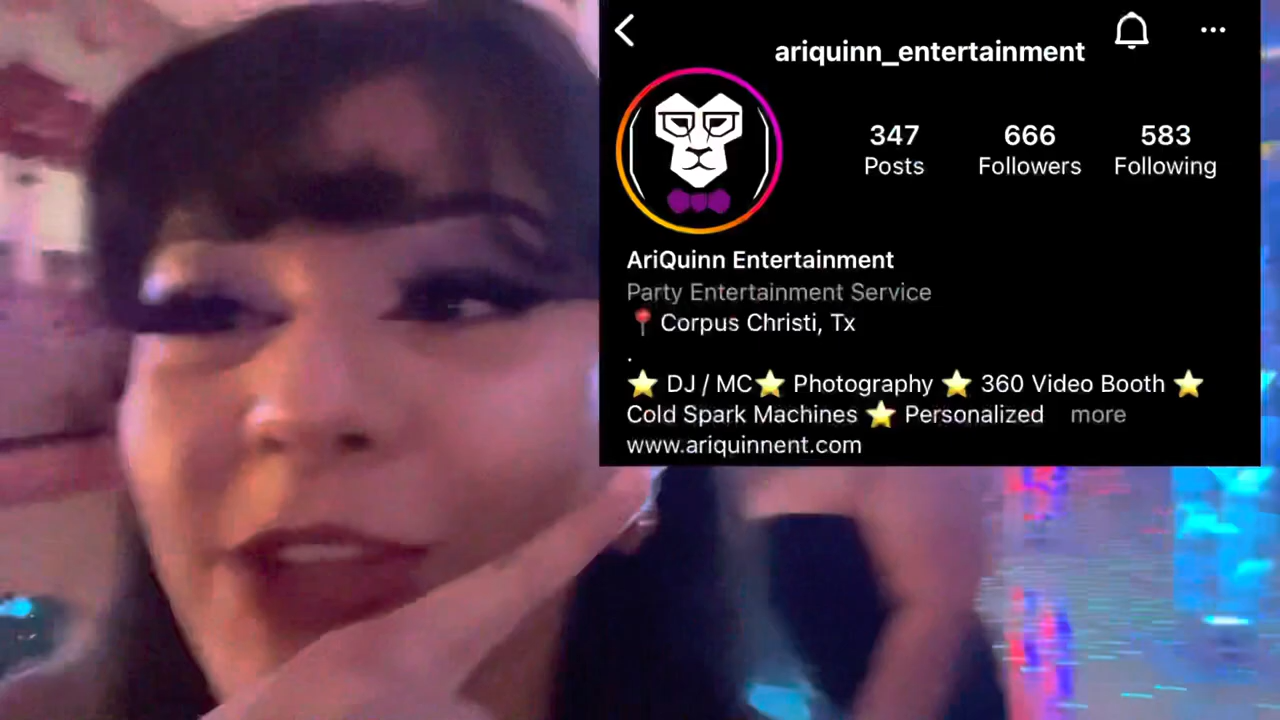 ariquinn_entertainment
347
666
583
Posts
Followers
Following
AriQuinn Entertainment
Party Entertainment Service
📍 Corpus Christi, Tx
.
⭐ DJ / MC⭐ Photography ⭐ 360 Video Booth ⭐
Cold Spark Machines ⭐ Personalized more
www.ariquinnent.com